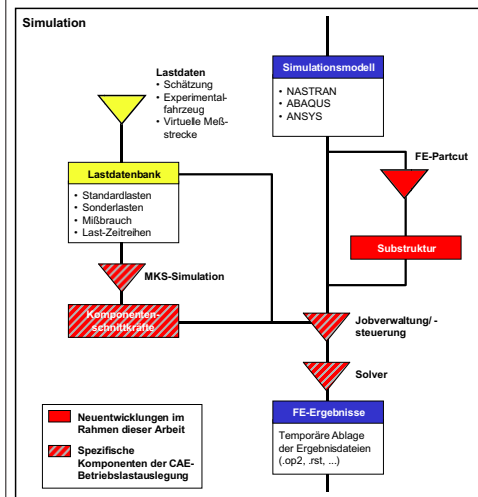 Simulation
Lastdaten
• Schätzung
• Experimental-
fahrzeug
• Virtuelle Meß-
strecke
Lastdatenbank
• Standardlasten
• Sonderlasten
• Mißbrauch
• Last-Zeitreihen
MKS-Simulation
Komponenten-
schnittkräfte
Simulationsmodell
• NASTRAN
• ABAQUS
• ANSYS
FE-Partcut
Substruktur
Jobverwaltung/ -
steuerung
Solver
FE-Ergebnisse
Temporäre Ablage
der Ergebnisdateien
(.op2, .rst, ...)
Neuentwicklungen im
Rahmen dieser Arbeit
Spezifische
Komponenten der CAE-
Betriebslastauslegung